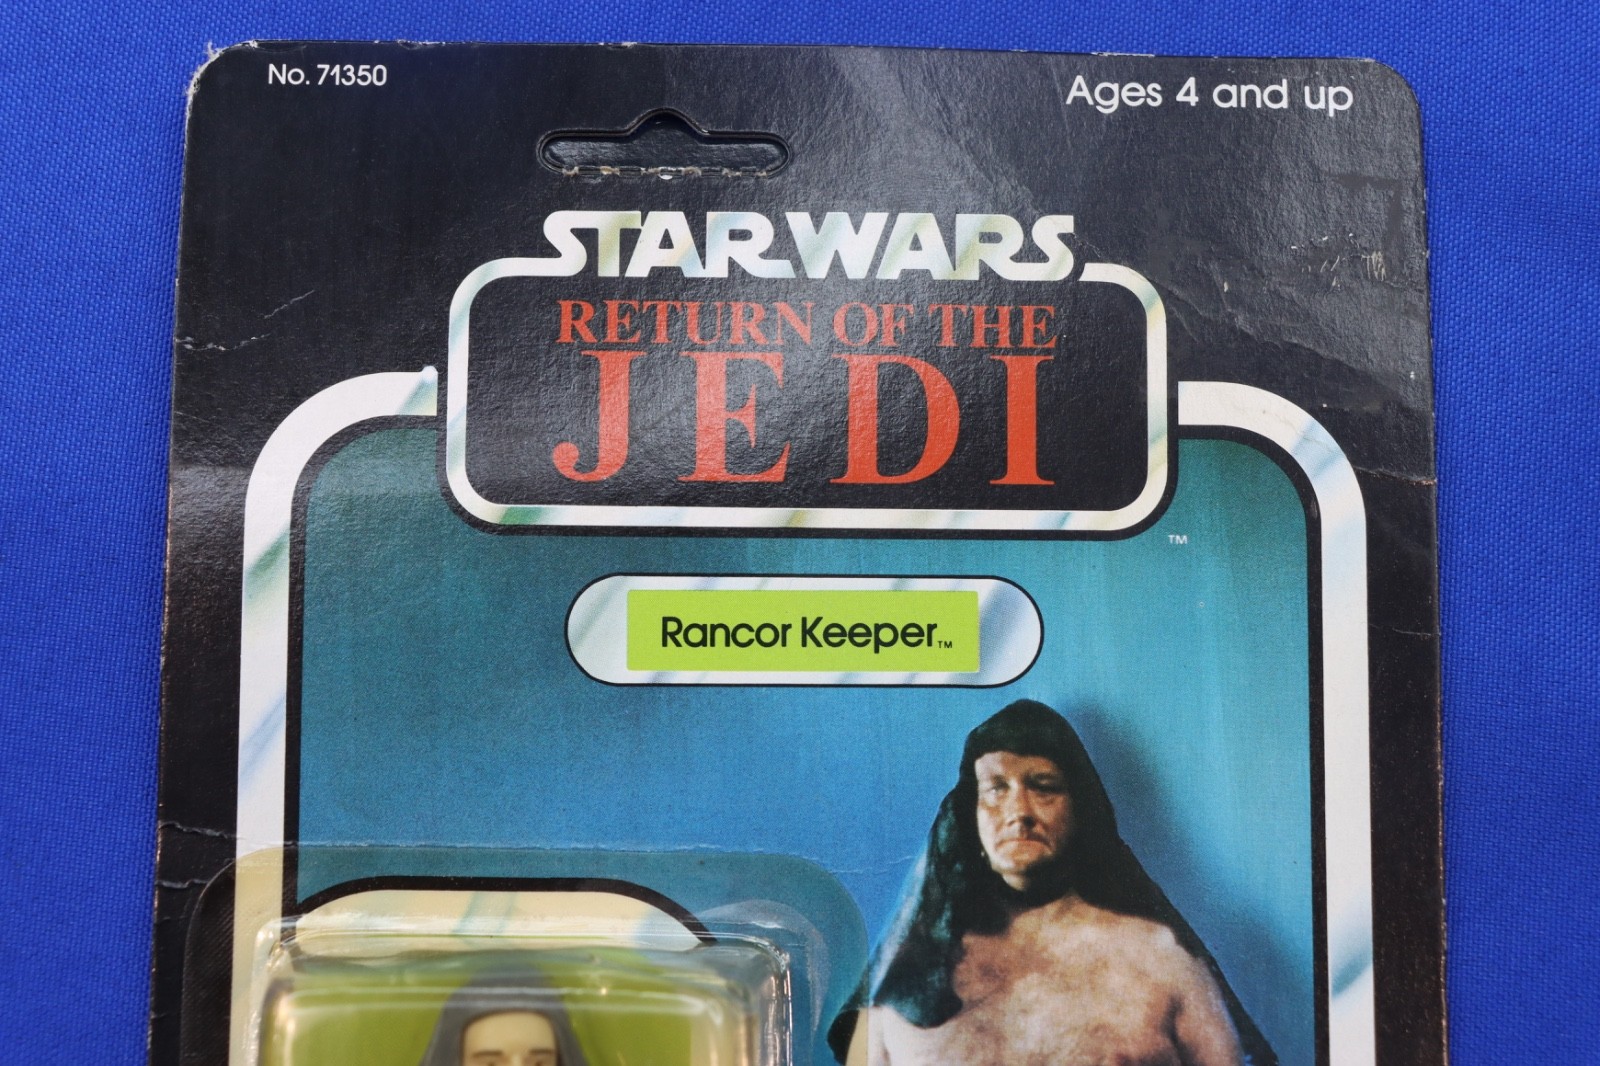 No. 71350
Ages 4 and up
STAR WARS
RETURN OF THE
JEDI
TM
Rancor Keeper TM